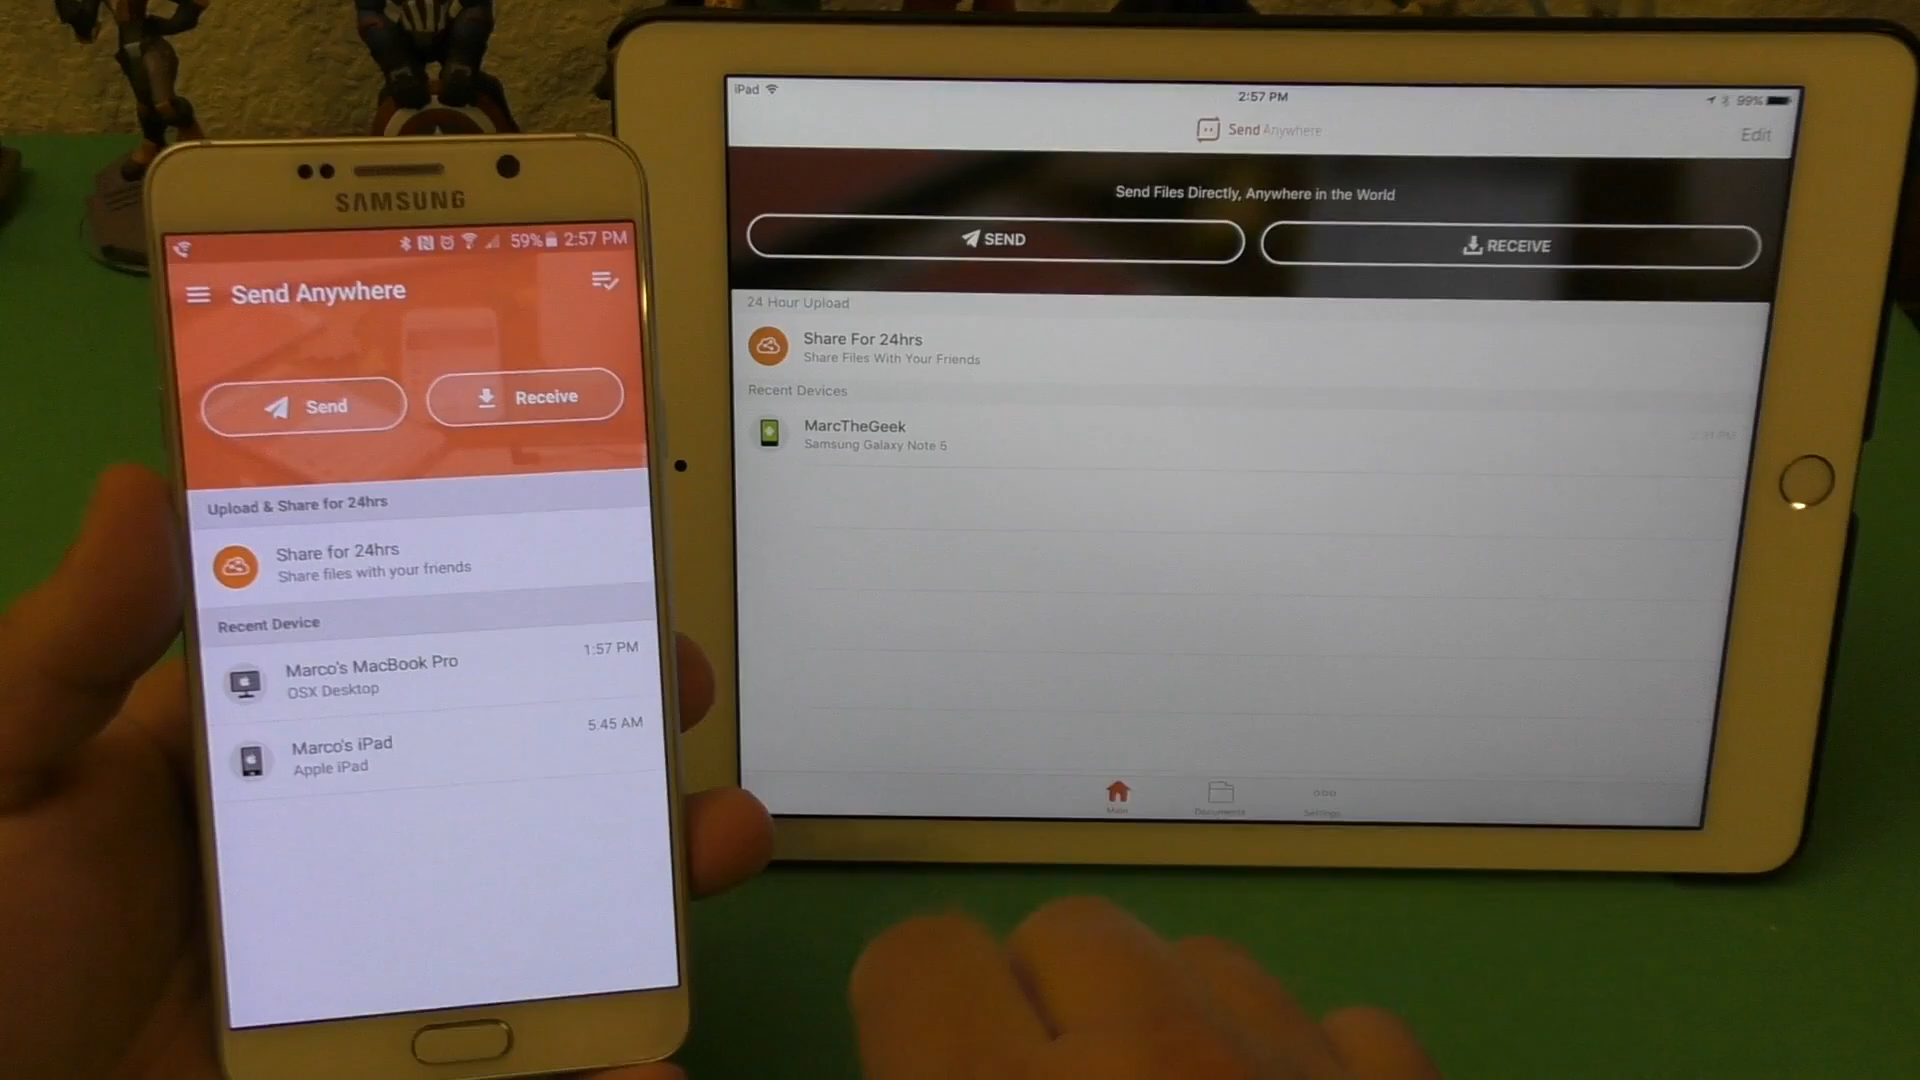 SAMSUNG
59% 2:57 PM
Send Anywhere
Send
Receive
Upload & Share for 24hrs
Share for 24hrs
Share files with your friends
Recent Device
Marco's MacBook Pro
1:57 PM
OSX Desktop
Marco's iPad
5:45 AM
Apple iPad
iPad
2:57 PM
99%
Send Anywhere
Edit
Send Files Directly, Anywhere in the World
SEND
RECEIVE
24 Hour Upload
Share For 24hrs
Share Files With Your Friends
Recent Devices
MarcTheGeek
Samsung Galaxy Note 5
Main
Documents
Settings